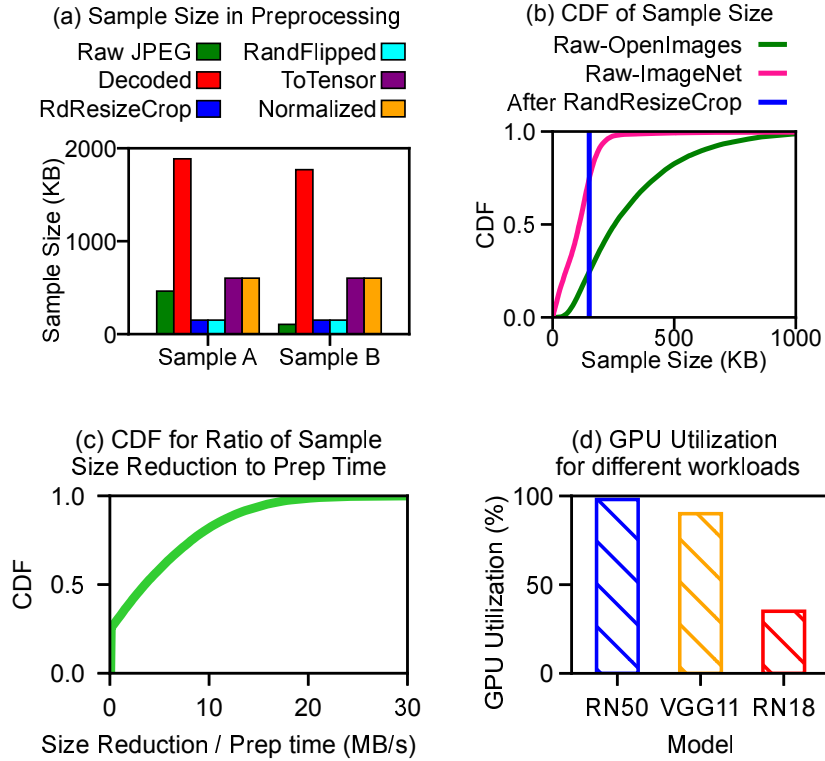 (a) Sample Size in Preprocessing
Raw JPEG
RandFlipped
Decoded
ToTensor
RdResizeCrop
Normalized
Sample Size (KB)
2000
1000
0
Sample A
Sample B
(b) CDF of Sample Size
Raw-OpenImages
Raw-ImageNet
After RandResizeCrop
CDF
1.0
0.5
0.0
0
500
1000
Sample Size (KB)
(c) CDF for Ratio of Sample
Size Reduction to Prep Time
CDF
1.0
0.5
0.0
0
10
20
30
Size Reduction / Prep time (MB/s)
(d) GPU Utilization
for different workloads
GPU Utilization (%)
100
50
0
RN50
VGG11
RN18
Model